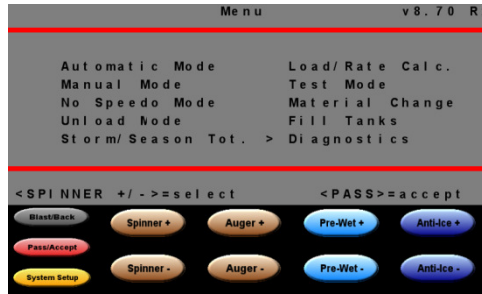 Menu v8.70 R
Automatic Mode Load/Rate Calc.
Manual Mode Test Mode
No Speedo Mode Material Change
Unload Mode Fill Tanks
Storm/Season Tot. > Diagnostics
<SPINNER +/->=select <PASS>=accept
Blast/Back
Spinner + Auger + Pre-Wet + Anti-Ice +
Pass/Accept
System Setup
Spinner - Auger - Pre-Wet - Anti-Ice -